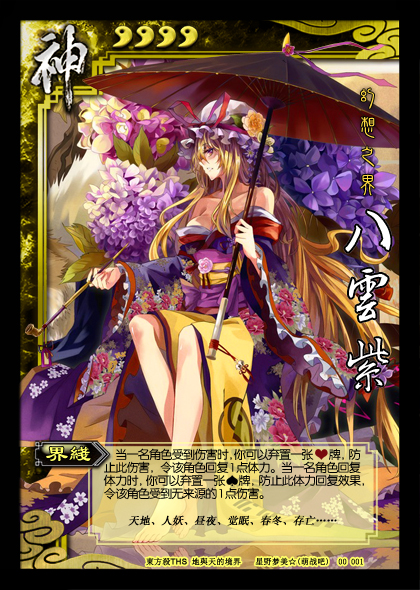 神
幻想之界
八雲紫
界綫
当一名角色受到伤害时,你可以弃置一张♥牌, 防
止此伤害, 令该角色回复1点体力。当一名角色回复
体力时,你可以弃置一张♠牌, 防止此体力回复效果,
令该角色受到无来源的1点伤害。
天地、人妖、昼夜、觉眠、春冬、存亡……
東方殺THS 地與天的境界 星野梦美☆(萌战吧) 00 001